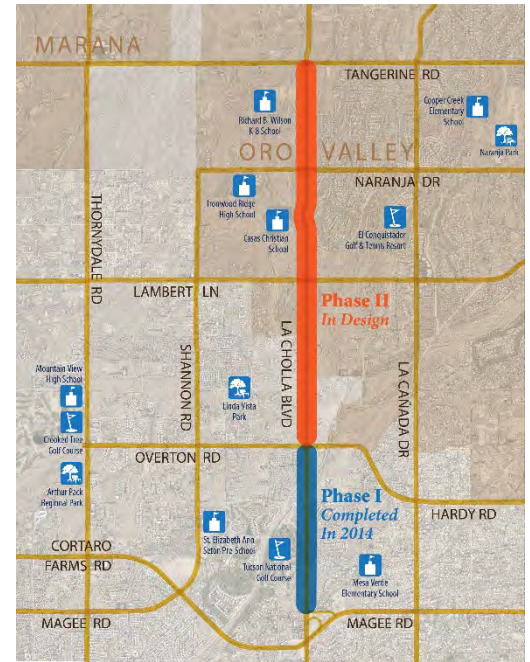 MARANA
TANGERINE RD
Richard B. Wilson
K-8 School
Copper Creek
Elementary
School
Naranja Park
ORO VALLEY
NARANJA DR
Ironwood Ridge
High School
Casas Christian
School
El Conquistador
Golf & Tennis Resort
THORNYDALE RD
LAMBERT LN
Phase II
In Design
SHANNON RD
LA CHOLLA BLVD
LA CAÑADA DR
Mountain View
High School
Linda Vista
Park
Crooked Tree
Golf Course
OVERTON RD
Arthur Pack
Regional Park
Phase I
Completed
In 2014
HARDY RD
St. Elizabeth Ann
Seton Pre School
CORTARO
FARMS RD
Tucson National
Golf Course
Mesa Verde
Elementary School
MAGEE RD
MAGEE RD